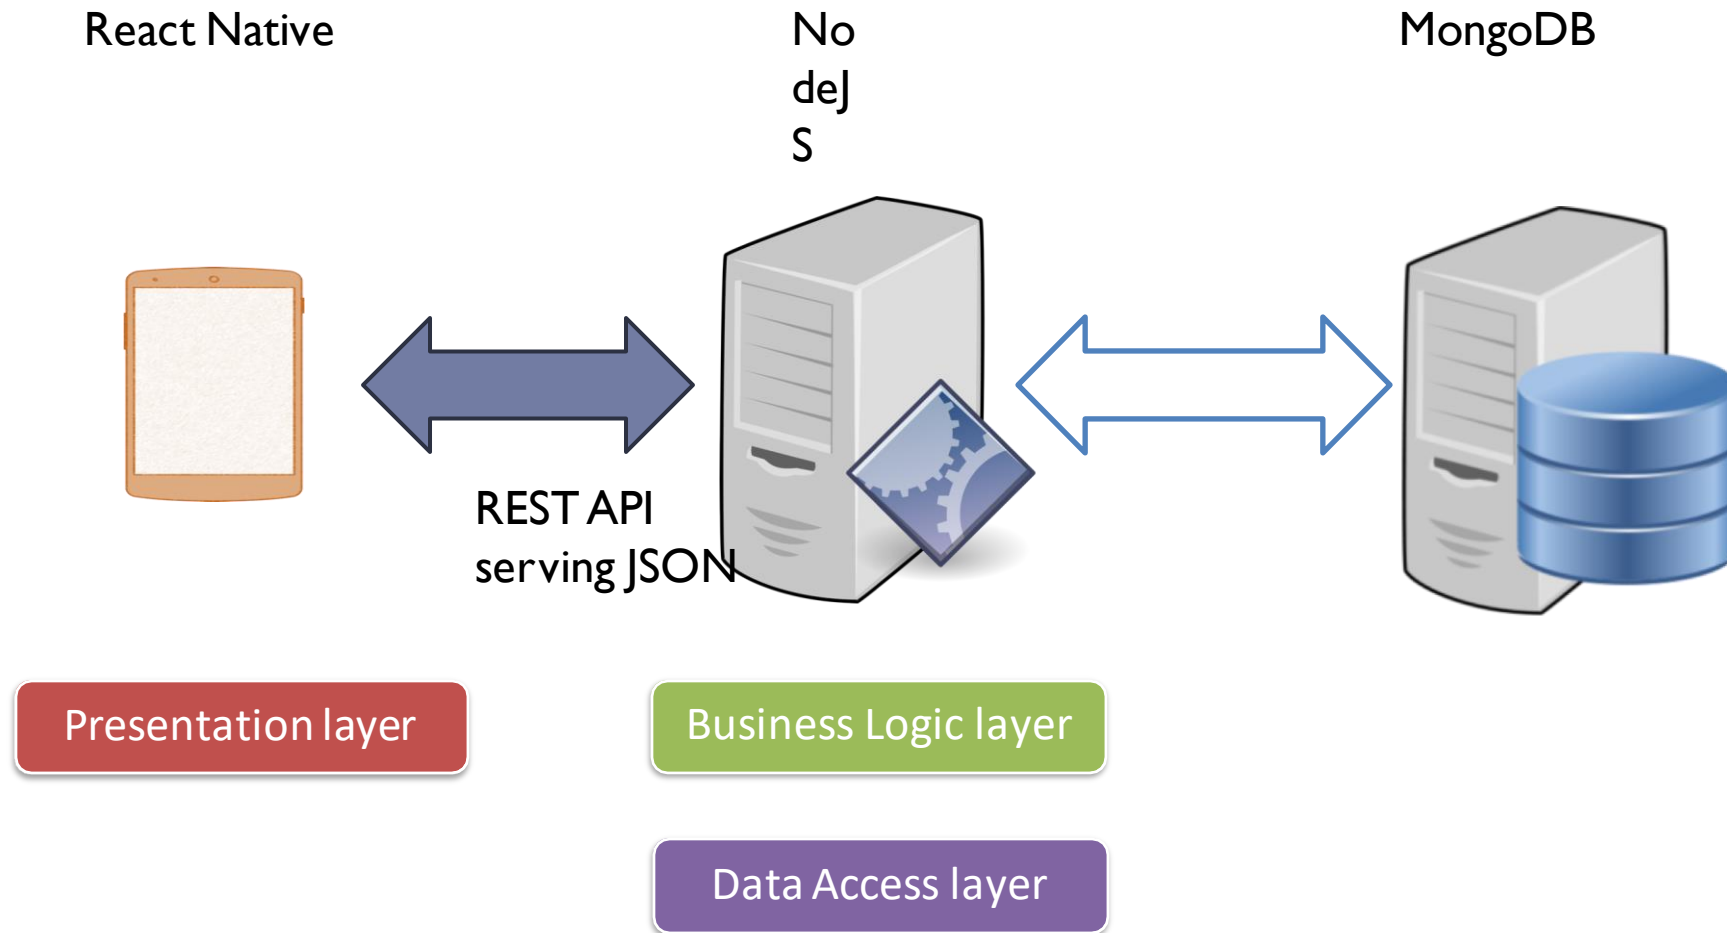 React Native
No
deJ
S
MongoDB
REST API
serving JSON
Presentation layer
Business Logic layer
Data Access layer